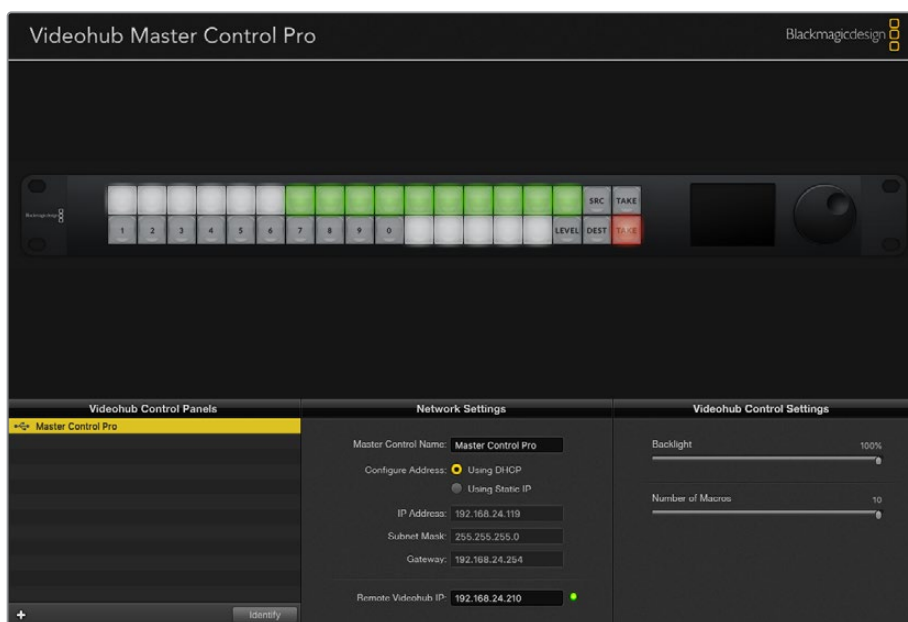 Videohub Master Control Pro
Blackmagicdesign
SRC TAKE
Blackmagicdesign
1 2 3 4 5 6 7 8 9 0 LEVEL DEST TAKE
Videohub Control Panels
Master Control Pro
Identify
Network Settings
Master Control Name: Master Control Pro
Configure Address: Using DHCP
Using Static IP
IP Address: 192.168.24.119
Subnet Mask: 255.255.255.0
Gateway: 192.168.24.254
Remote Videohub IP: 192.168.24.210
Videohub Control Settings
Backlight 100%
Number of Macros 10